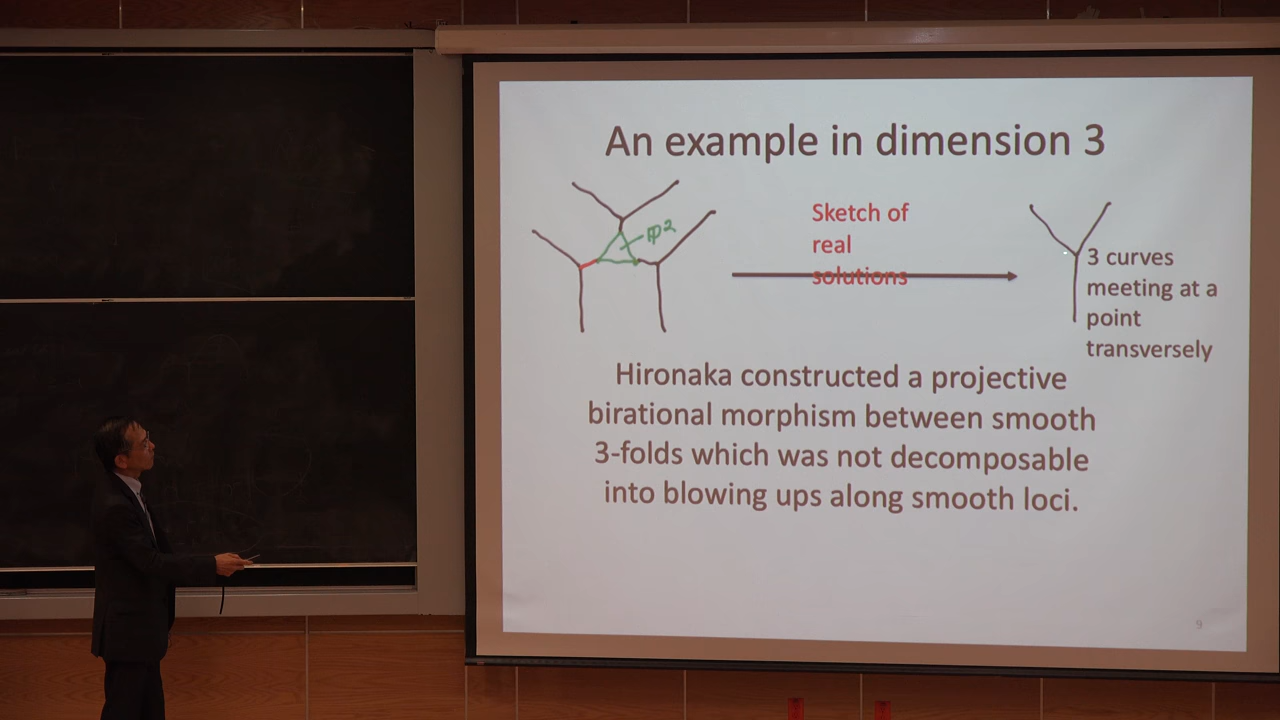 An example in dimension 3
ℙ²
Sketch of
real
solutions
3 curves
meeting at a
point
transversely
Hironaka constructed a projective
birational morphism between smooth
3-folds which was not decomposable
into blowing ups along smooth loci.
9